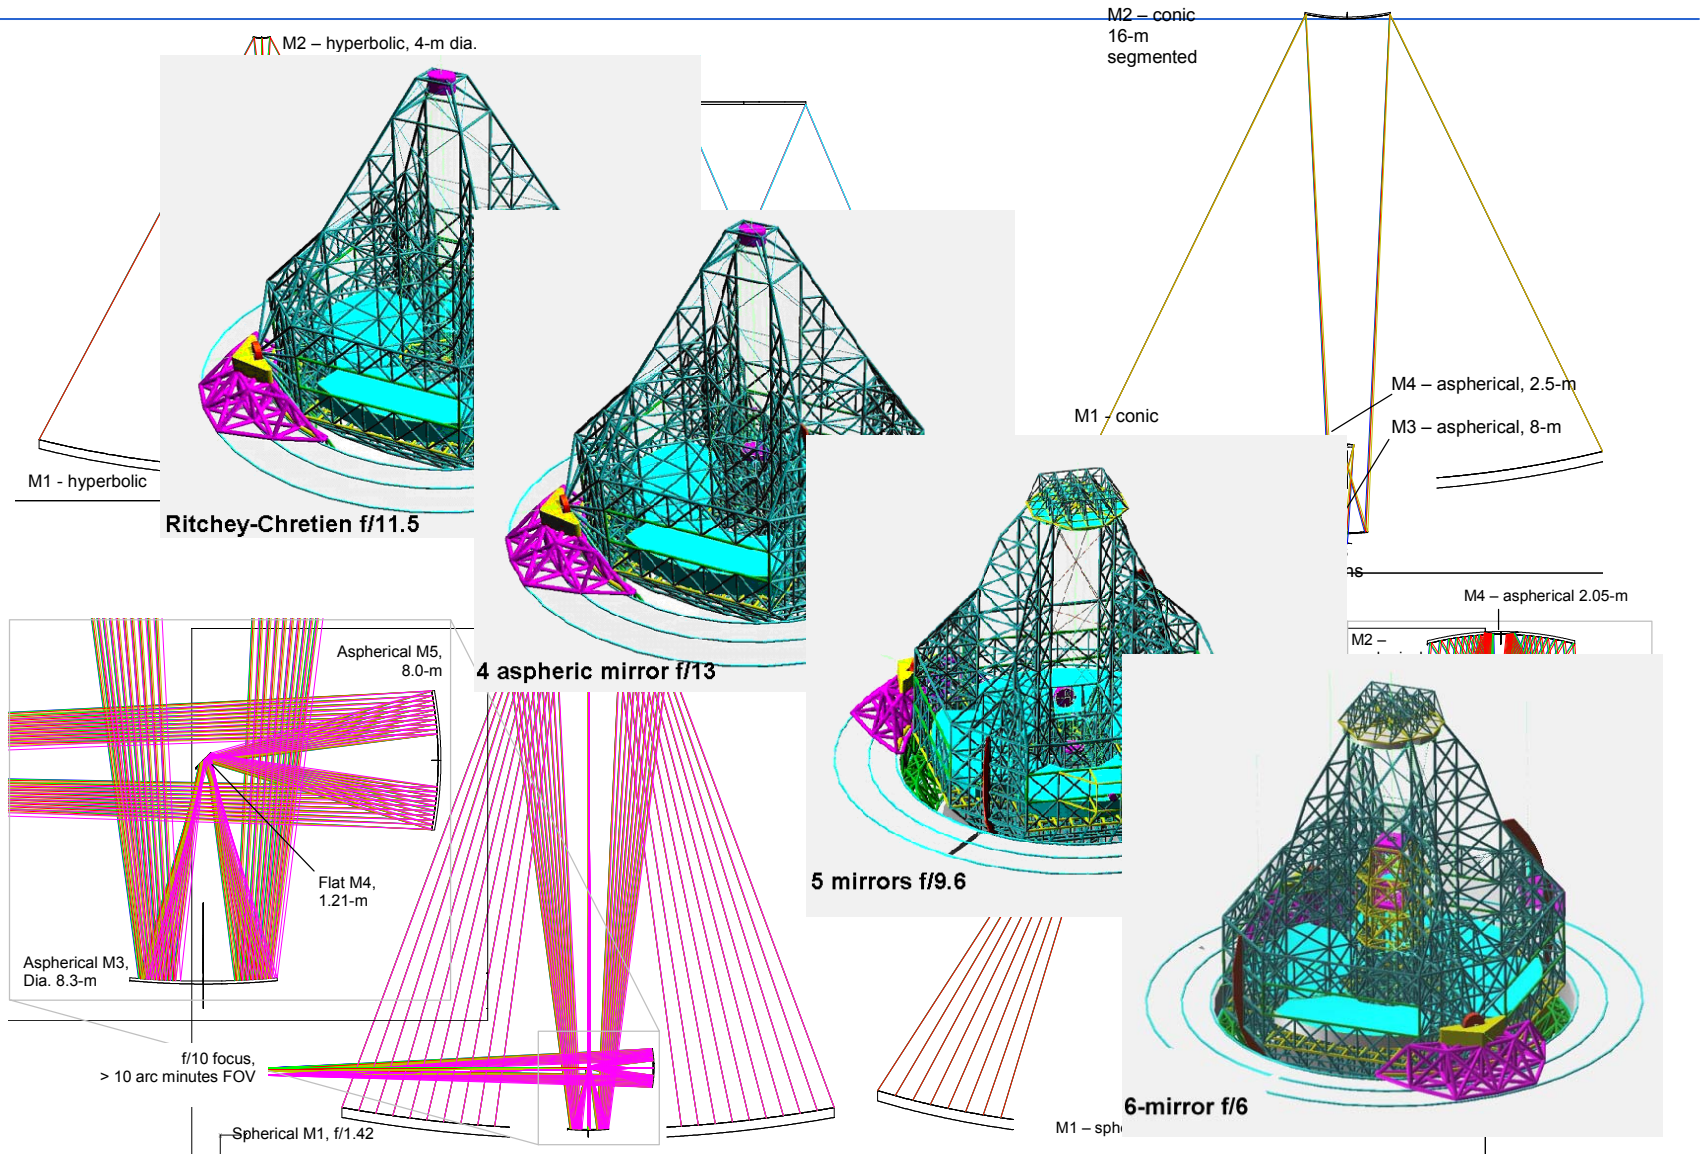 M2 – conic
16-m
segmented
M2 – hyperbolic, 4-m dia.
M4 – aspherical, 2.5-m
M1 - conic
M3 – aspherical, 8-m
M1 - hyperbolic
Ritchey-Chretien f/11.5
M4 – aspherical 2.05-m
M2 –
Aspherical M5,
8.0-m
4 aspheric mirror f/13
5 mirrors f/9.6
Flat M4,
1.21-m
Aspherical M3,
Dia. 8.3-m
f/10 focus,
> 10 arc minutes FOV
6-mirror f/6
Spherical M1, f/1.42
M1 –